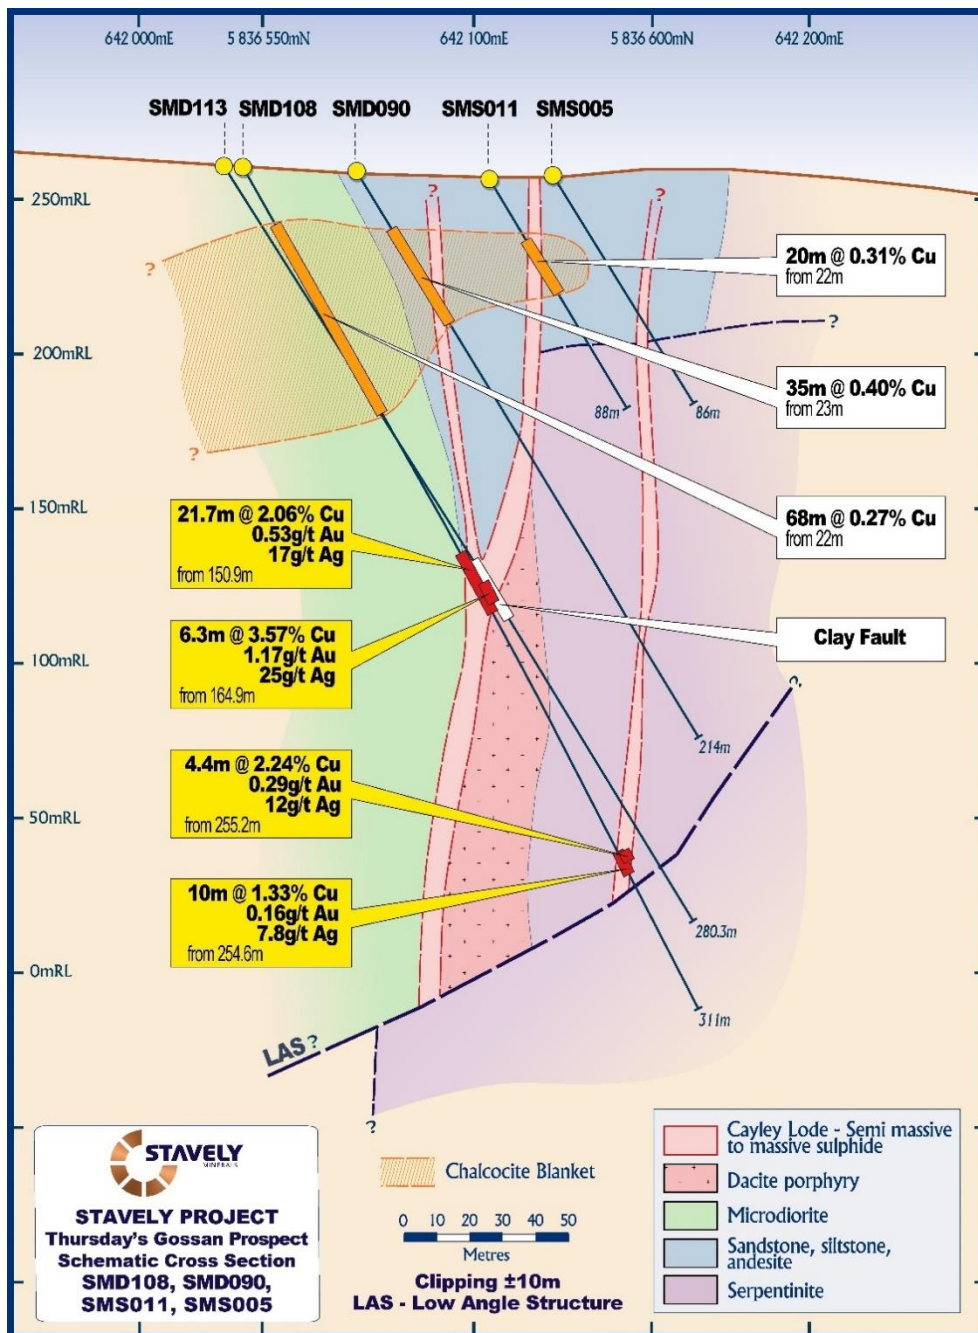 642 000mE
5 836 550mN
642 100mE
5 836 600mN
642 200mE
SMD113
SMD108
SMD090
SMS011
SMS005
250mRL
200mRL
150mRL
100mRL
50mRL
0mRL
?
?
?
?
?
20m @ 0.31% Cu
from 22m
35m @ 0.40% Cu
from 23m
68m @ 0.27% Cu
from 22m
88m
86m
21.7m @ 2.06% Cu
0.53g/t Au
17g/t Ag
from 150.9m
6.3m @ 3.57% Cu
1.17g/t Au
25g/t Ag
from 164.9m
Clay Fault
?
214m
4.4m @ 2.24% Cu
0.29g/t Au
12g/t Ag
from 255.2m
10m @ 1.33% Cu
0.16g/t Au
7.8g/t Ag
from 254.6m
280.3m
311m
LAS ?
?
STAVELY
MINERALS
STAVELY PROJECT
Thursday's Gossan Prospect
Schematic Cross Section
SMD108, SMD090,
SMS011, SMS005
Chalcocite Blanket
0 10 20 30 40 50
Metres
Clipping ±10m
LAS - Low Angle Structure
Cayley Lode - Semi massive
to massive sulphide
Dacite porphyry
Microdiorite
Sandstone, siltstone,
andesite
Serpentinite